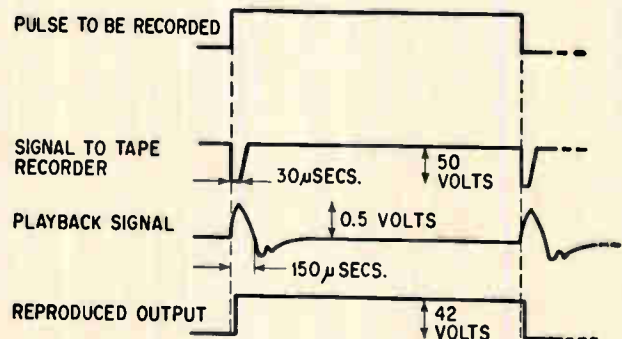 PULSE TO BE RECORDED
SIGNAL TO TAPE
RECORDER
50
VOLTS
30μSECS.
PLAYBACK SIGNAL
0.5 VOLTS
150μSECS.
REPRODUCED OUTPUT
42
VOLTS